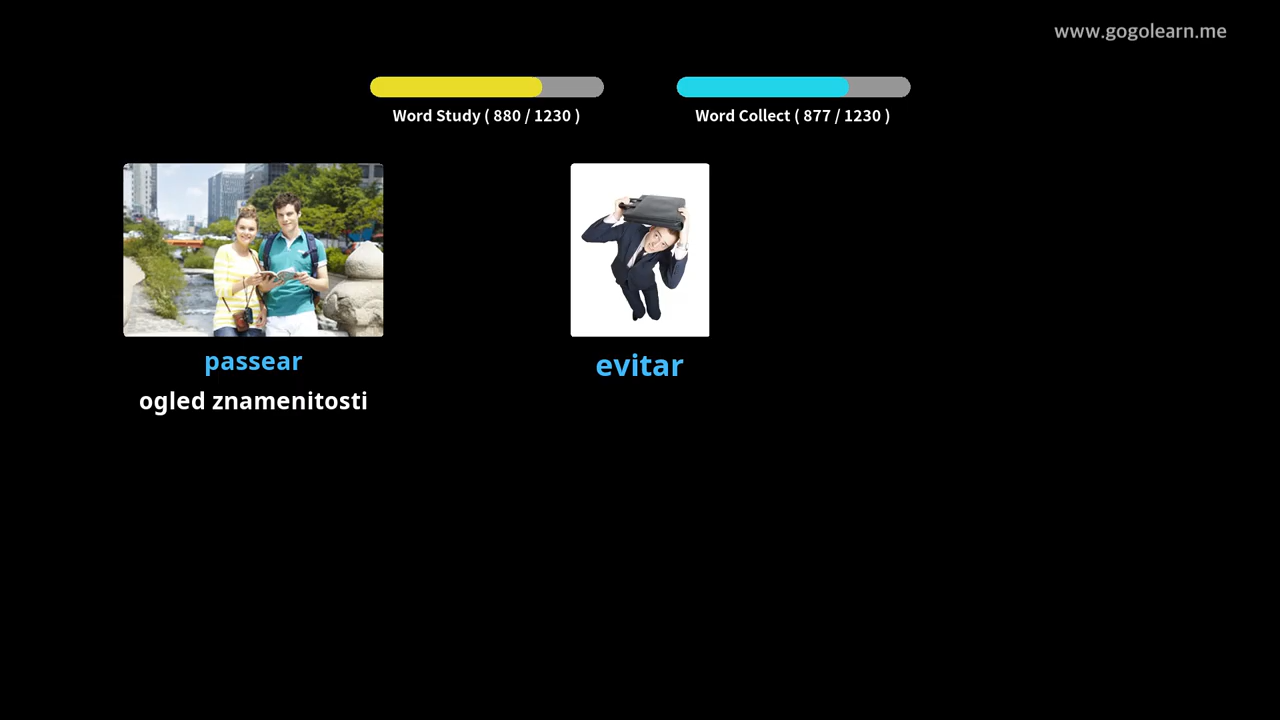 www.gogolearn.me
Word Study ( 880 / 1230 )
Word Collect ( 877 / 1230 )
passear
ogled znamenitosti
evitar